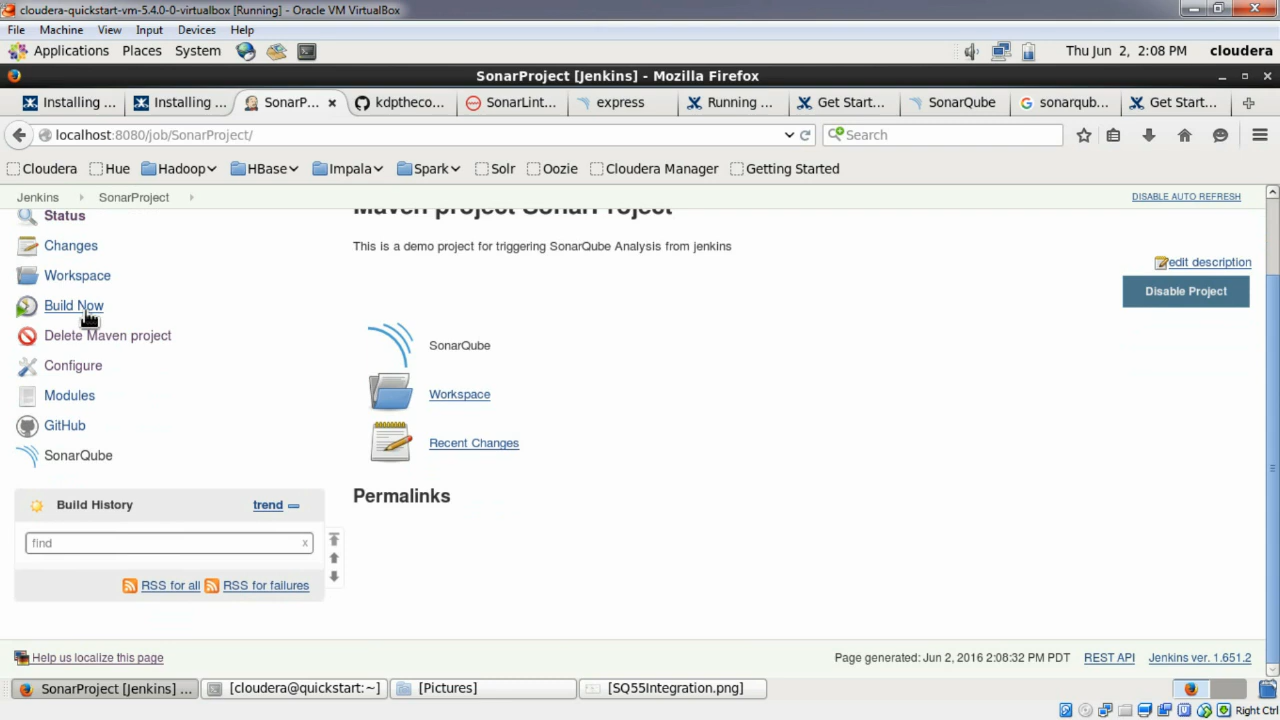 cloudera-quickstart-vm-5.4.0-0-virtualbox [Running] - Oracle VM VirtualBox
File Machine View Input Devices Help
Applications Places System Thu Jun 2, 2:08 PM cloudera
SonarProject [Jenkins] - Mozilla Firefox
Installing ... Installing ... SonarP... kdptheco... SonarLint... express Running ... Get Start... SonarQube sonarqub... Get Start...
localhost:8080/job/SonarProject/ Search
Cloudera Hue Hadoop HBase Impala Spark Solr Oozie Cloudera Manager Getting Started
Jenkins SonarProject DISABLE AUTO REFRESH
Status
Maven project SonarProject
Changes
This is a demo project for triggering SonarQube Analysis from jenkins
edit description
Workspace
Disable Project
Build Now
Delete Maven project
SonarQube
Configure
Modules
Workspace
GitHub
Recent Changes
SonarQube
Permalinks
Build History trend
find x
RSS for all RSS for failures
Help us localize this page Page generated: Jun 2, 2016 2:08:32 PM PDT REST API Jenkins ver. 1.651.2
SonarProject [Jenkins] ... [cloudera@quickstart:~] [Pictures] [SQ55Integration.png]
Right Ctrl